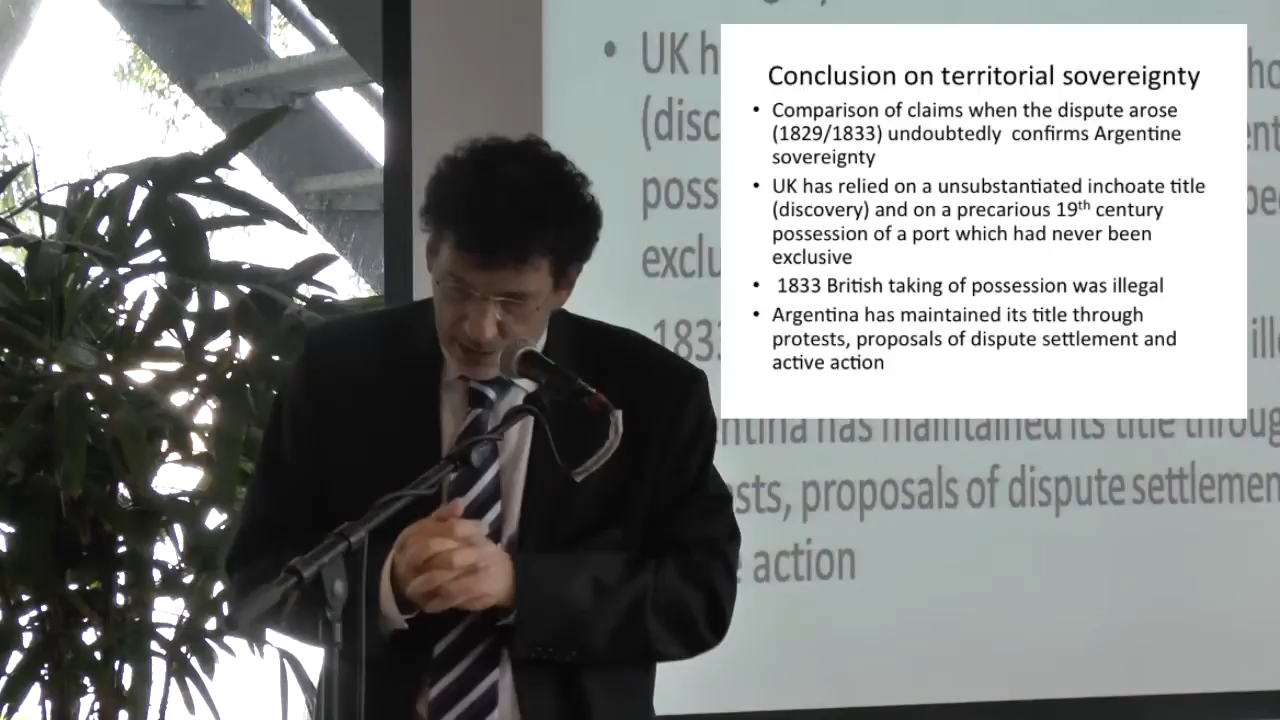 Conclusion on territorial sovereignty
• Comparison of claims when the dispute arose
(1829/1833) undoubtedly confirms Argentine
sovereignty
• UK has relied on a unsubstantiated inchoate title
(discovery) and on a precarious 19th century
possession of a port which had never been
exclusive
• 1833 British taking of possession was illegal
• Argentina has maintained its title through
protests, proposals of dispute settlement and
active action
• UK h
(disc
poss
exclu
1833
ntina has maintained its title throug
sts, proposals of dispute settlemen
action